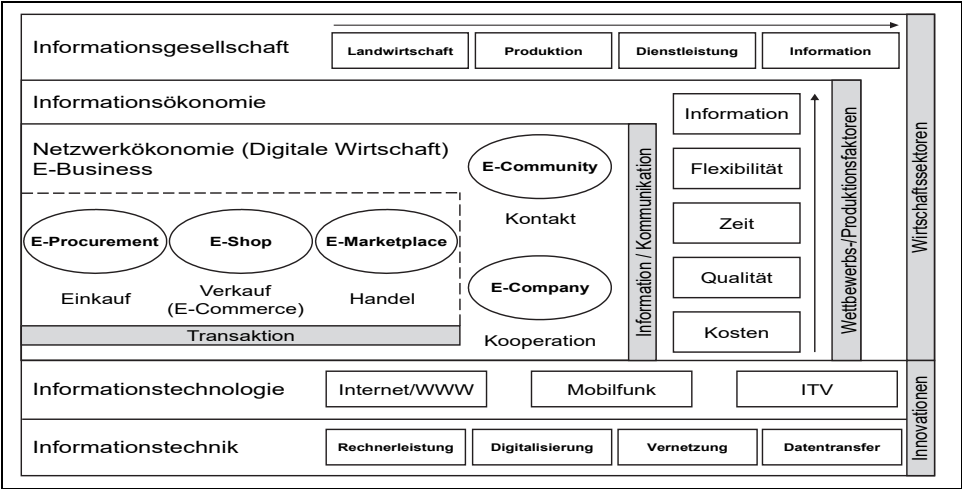 Informationsgesellschaft
Landwirtschaft
Produktion
Dienstleistung
Information
Informationsökonomie
Netzwerkökonomie (Digitale Wirtschaft)
E-Business
E-Procurement
Einkauf
E-Shop
Verkauf
(E-Commerce)
E-Marketplace
Handel
Transaktion
E-Community
Kontakt
E-Company
Kooperation
Information / Kommunikation
Information
Flexibilität
Zeit
Qualität
Kosten
Wettbewerbs-/Produktionsfaktoren
Wirtschaftssektoren
Informationstechnologie
Internet/WWW
Mobilfunk
ITV
Informationstechnik
Rechnerleistung
Digitalisierung
Vernetzung
Datentransfer
Innovationen